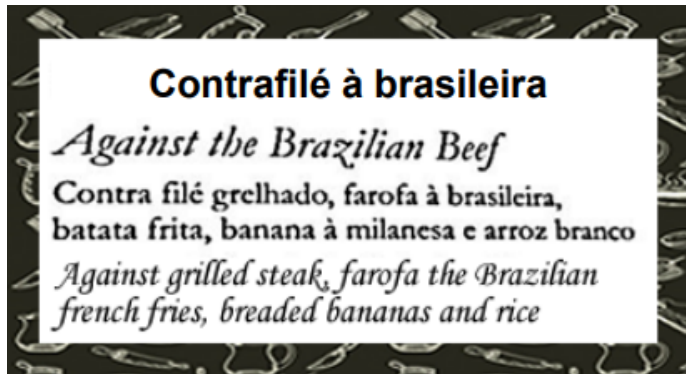 Contrafilé à brasileira
Against the Brazilian Beef
Contra filé grelhado, farofa à brasileira,
batata frita, banana à milanesa e arroz branco
Against grilled steak, farofa the Brazilian
french fries, breaded bananas and rice